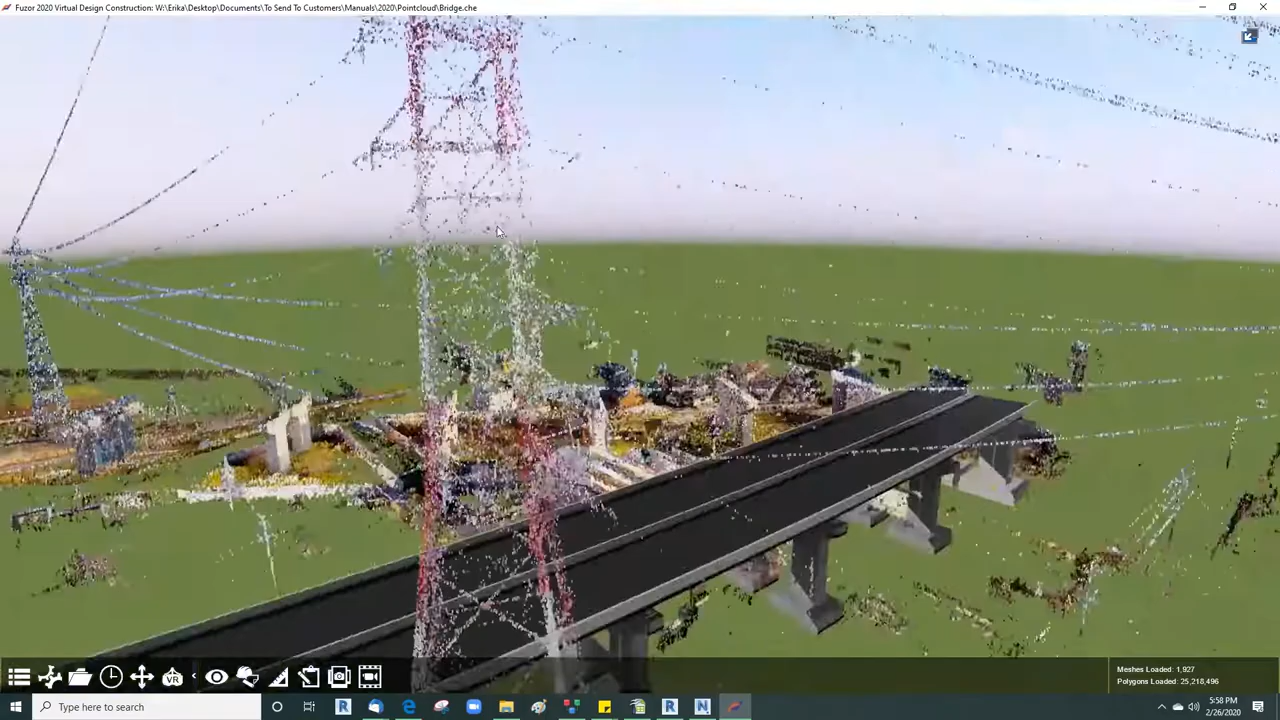 Fuzor 2020 Virtual Design Construction: W:\Erika\Desktop\Documents\To Send To Customers\Manuals\2020\Pointcloud\Bridge.che
VR
Meshes Loaded: 1,927
Polygons Loaded: 25,218,496
Type here to search
R
R
N
5:58 PM
2/26/2020